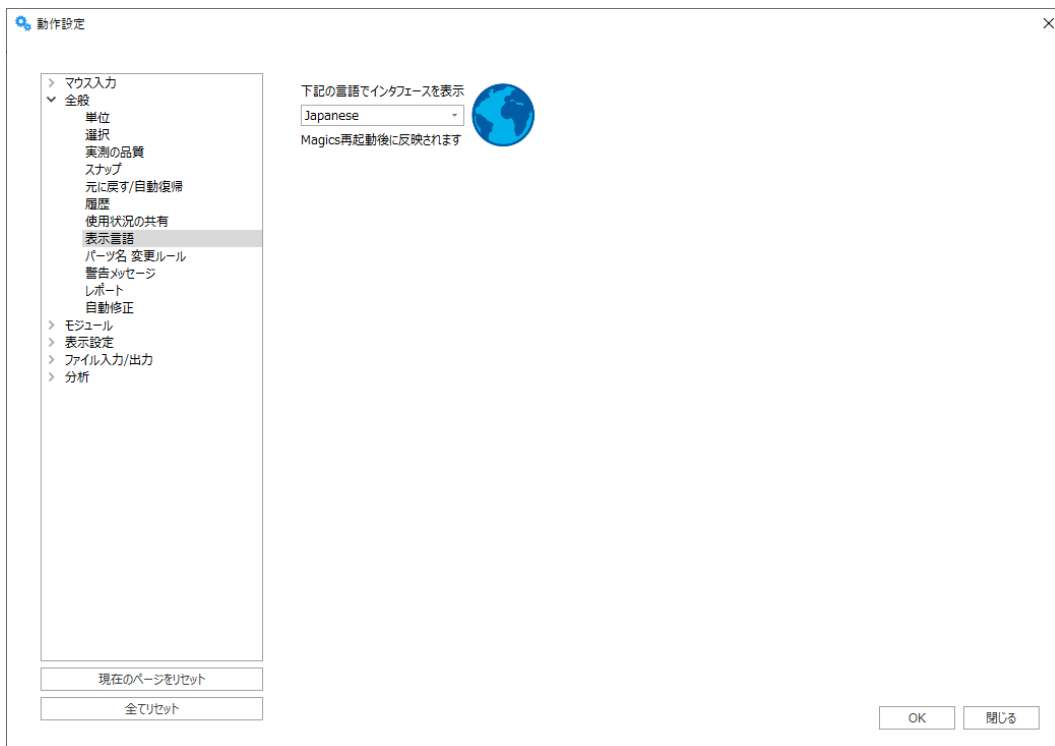 動作設定
マウス入力
全般
単位
選択
実測の品質
スナップ
元に戻す/自動復帰
履歴
使用状況の共有
表示言語
パーツ名 変更ルール
警告メッセージ
レポート
自動修正
モジュール
表示設定
ファイル入力/出力
分析
下記の言語でインタフェースを表示
Japanese
Magics再起動後に反映されます
現在のページをリセット
全てリセット
OK
閉じる